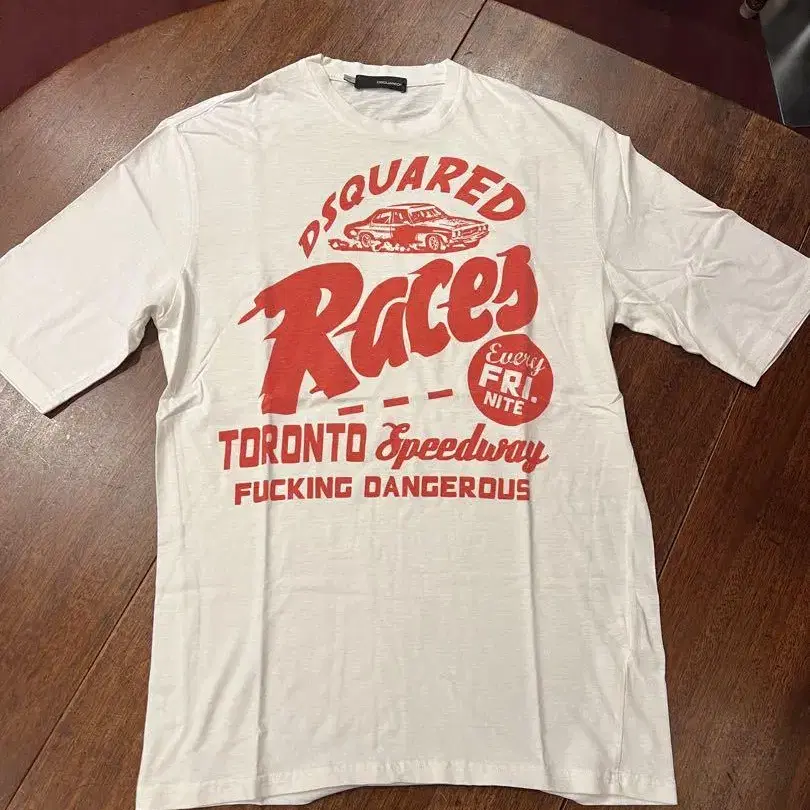 DSQUARED
Races
Every
FRI.
NITE
TORONTO Speedway
FUCKING DANGEROUS